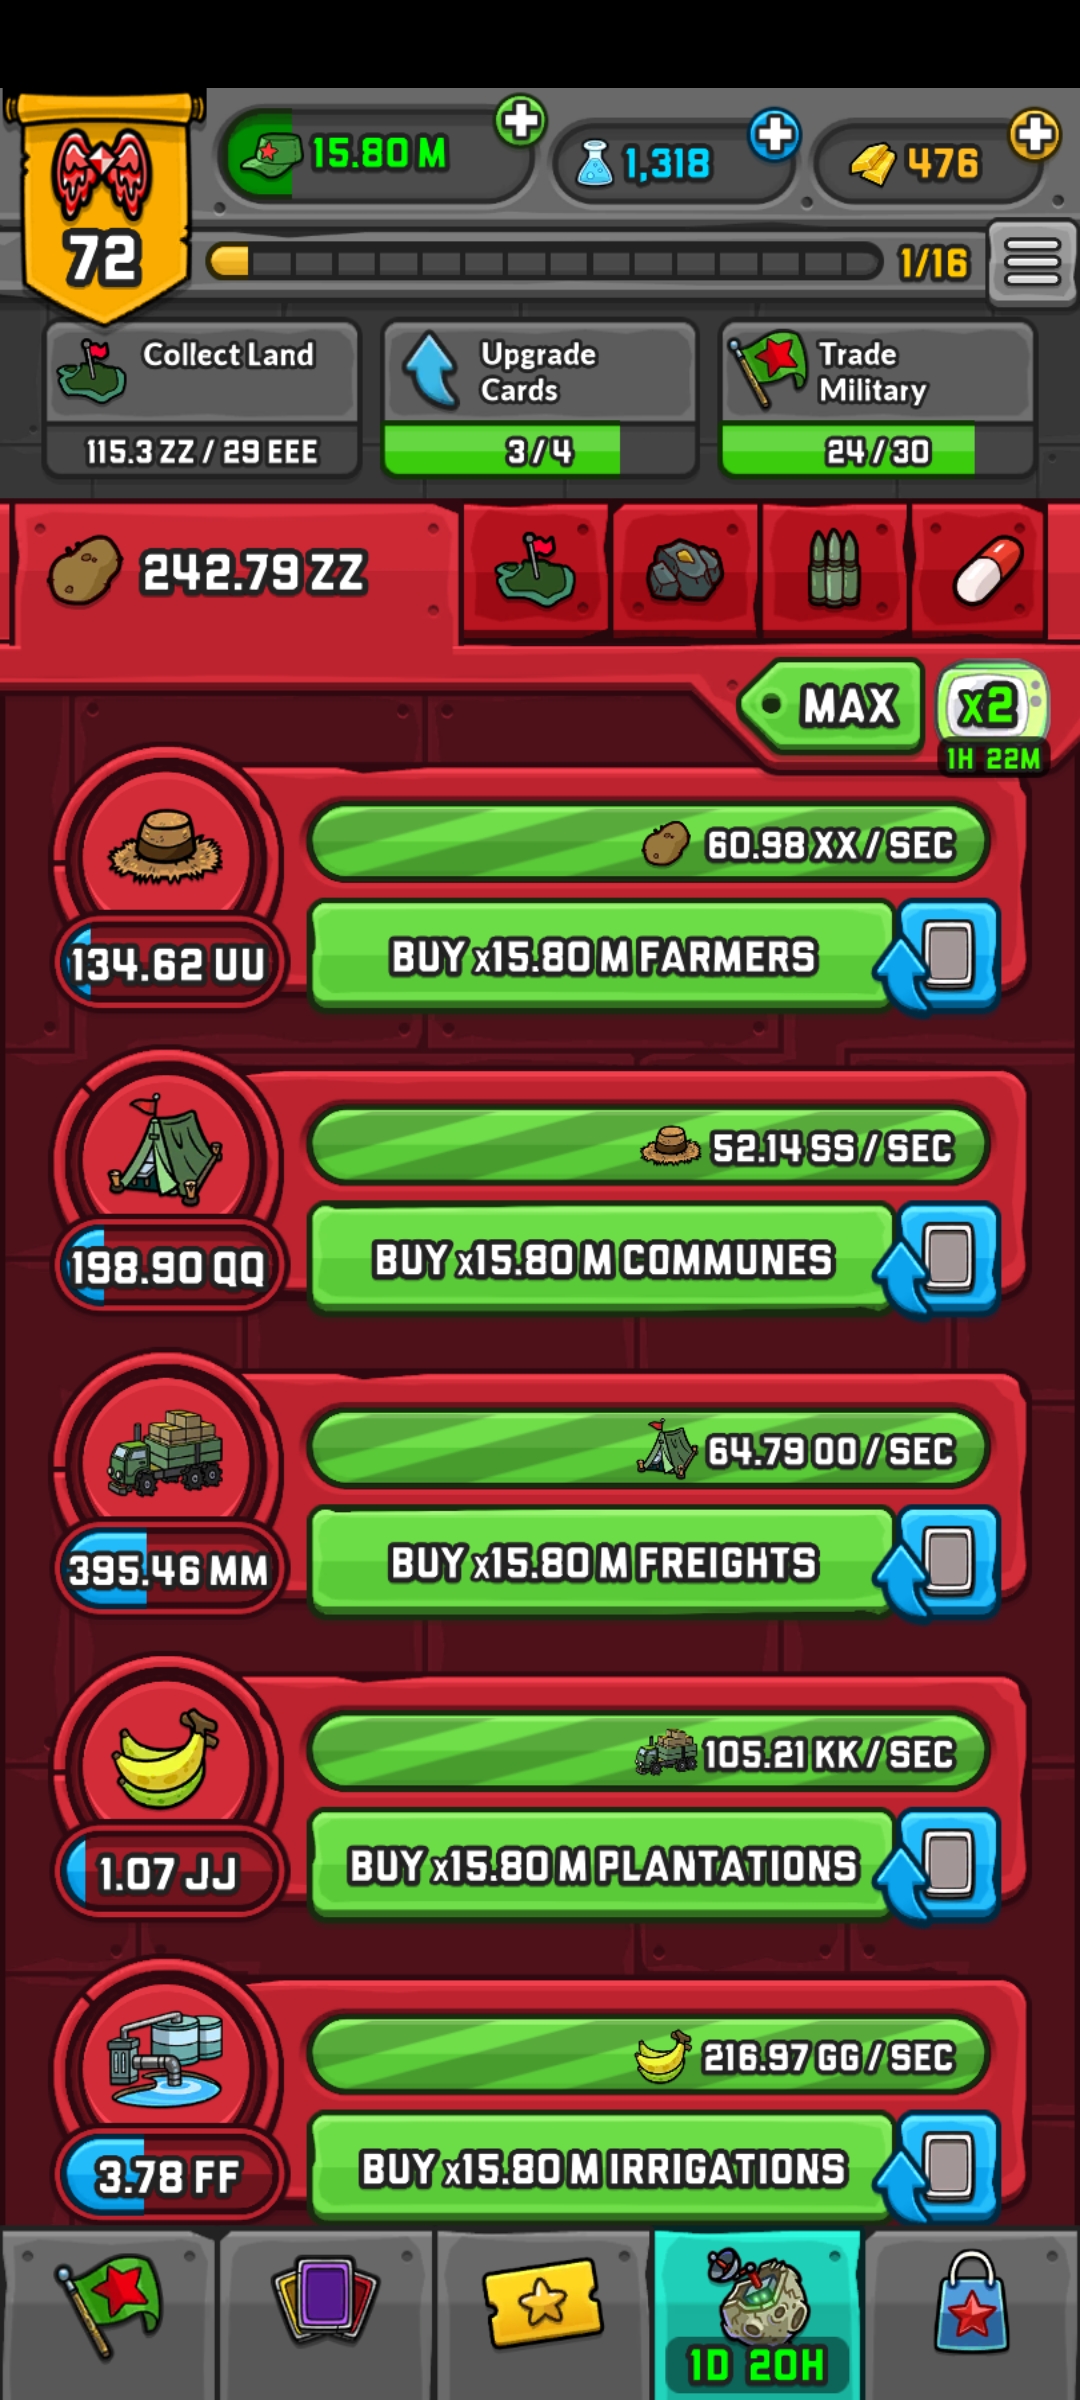 15.80 M
1,318
476
72
1/16
Collect Land
115.3 ZZ / 29 EEE
Upgrade
Cards
3/4
Trade
Military
24/30
242.79 ZZ
MAX
x2
1H 22M
60.98 XX / SEC
134.62 UU
BUY x15.80 M FARMERS
52.14 SS / SEC
198.90 QQ
BUY x15.80 M COMMUNES
64.79 OO / SEC
395.46 MM
BUY x15.80 M FREIGHTS
105.21 KK / SEC
1.07 JJ
BUY x15.80 M PLANTATIONS
216.97 GG / SEC
3.78 FF
BUY x15.80 M IRRIGATIONS
1D 20H